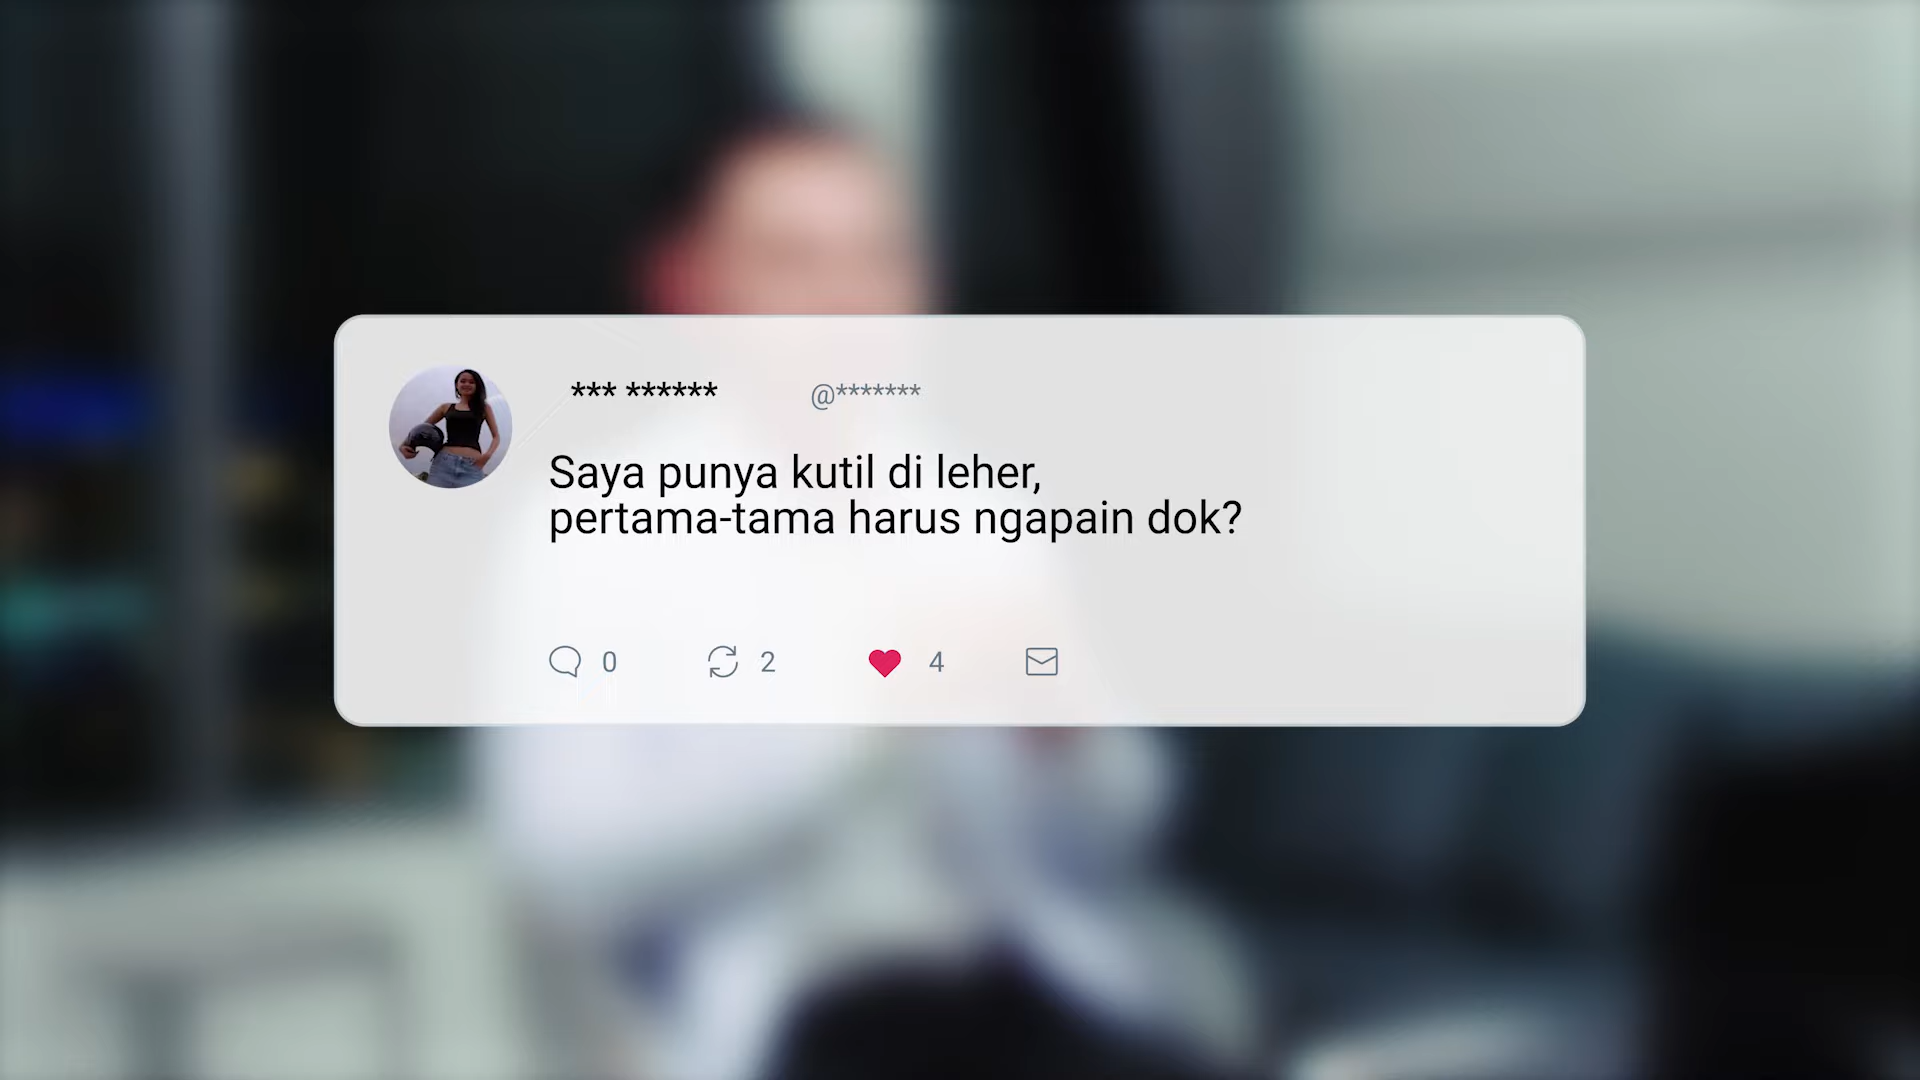 *** ****** @*******
Saya punya kutil di leher,
pertama-tama harus ngapain dok?
0 2 4